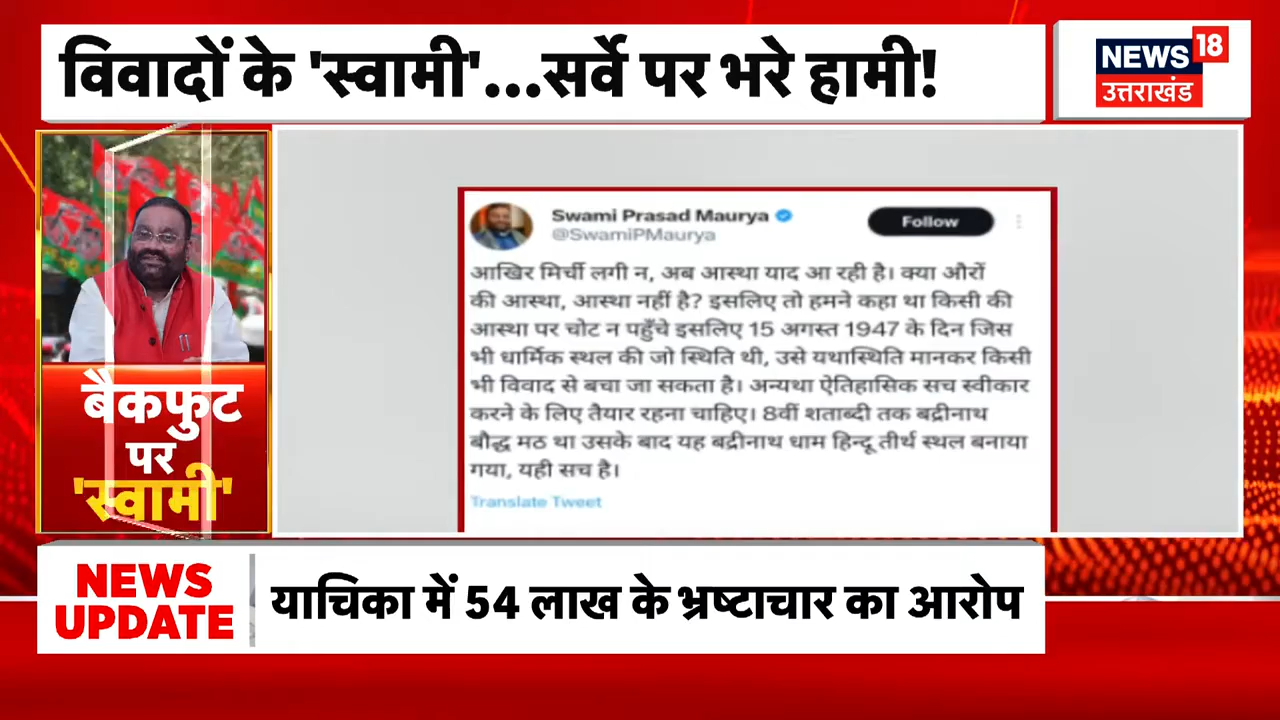 विवादों के 'स्वामी'...सर्वे पर भरे हामी!
NEWS 18
उत्तराखंड
बैकफुट
पर
'स्वामी'
Swami Prasad Maurya
@SwamiPMaurya
Follow
आखिर मिर्ची लगी न, अब आस्था याद आ रही है। क्या औरों
की आस्था, आस्था नहीं है? इसलिए तो हमने कहा था किसी की
आस्था पर चोट न पहुँचे इसलिए 15 अगस्त 1947 के दिन जिस
भी धार्मिक स्थल की जो स्थिति थी, उसे यथास्थिति मानकर किसी
भी विवाद से बचा जा सकता है। अन्यथा ऐतिहासिक सच स्वीकार
करने के लिए तैयार रहना चाहिए। 8वीं शताब्दी तक बद्रीनाथ
बौद्ध मठ था उसके बाद यह बद्रीनाथ धाम हिन्दू तीर्थ स्थल बनाया
गया, यही सच है।
Translate Tweet
NEWS
UPDATE
याचिका में 54 लाख के भ्रष्टाचार का आरोप